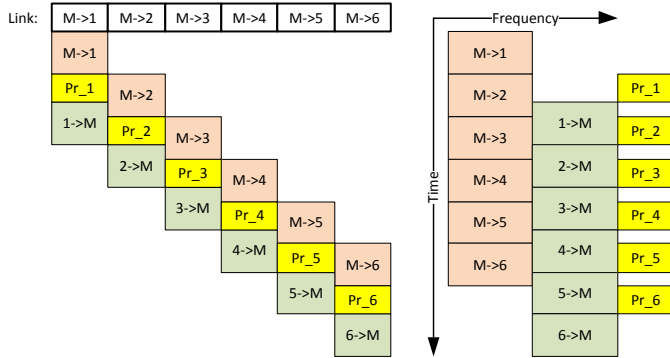 Link: M->1 M->2 M->3 M->4 M->5 M->6
M->1
Pr_1 M->2
1->M Pr_2 M->3
2->M Pr_3 M->4
3->M Pr_4 M->5
4->M Pr_5 M->6
5->M Pr_6
6->M
Frequency
Time
M->1
M->2 Pr_1
1->M
M->3 Pr_2
2->M
M->4 Pr_3
3->M
M->5 Pr_4
4->M
M->6 Pr_5
5->M Pr_6
6->M